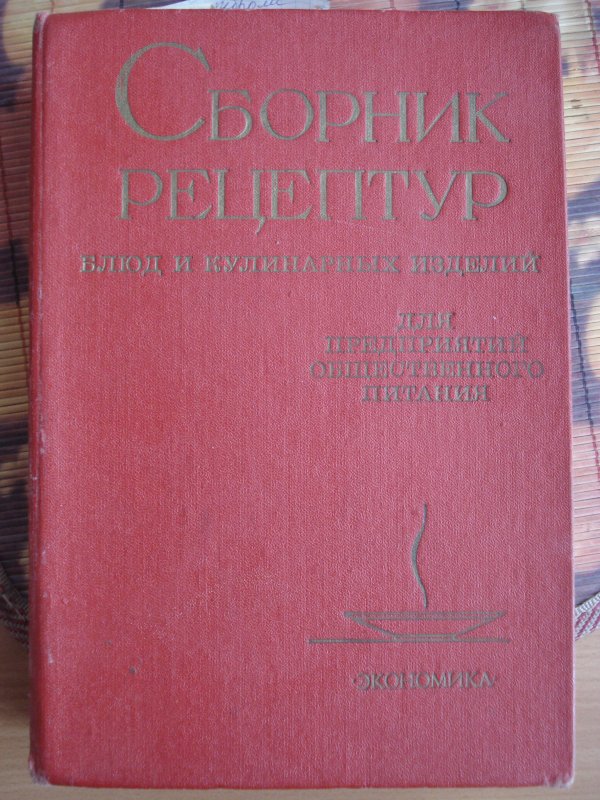 Сборник
рецептур
блюд и кулинарных изделий
для
предприятий
общественного
питания
«Экономика»